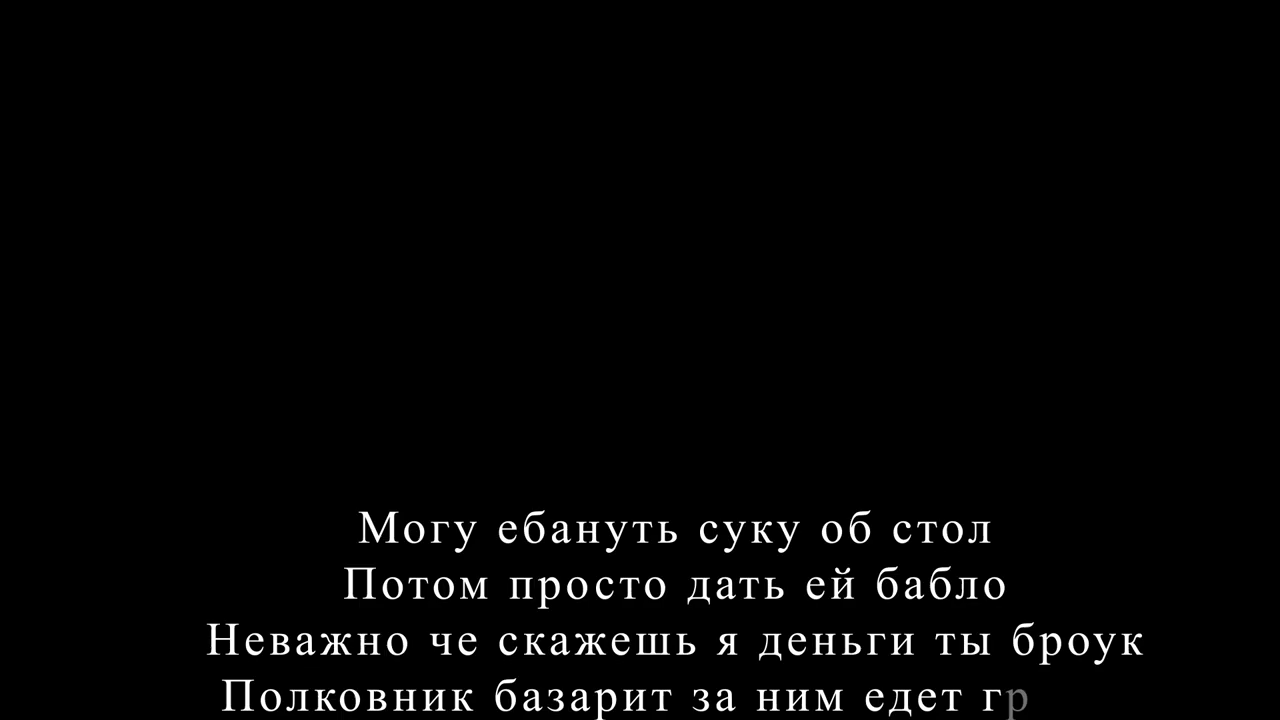 Могу ебануть суку об стол
Потом просто дать ей бабло
Неважно че скажешь я деньги ты броук
Полковник базарит за ним едет гр